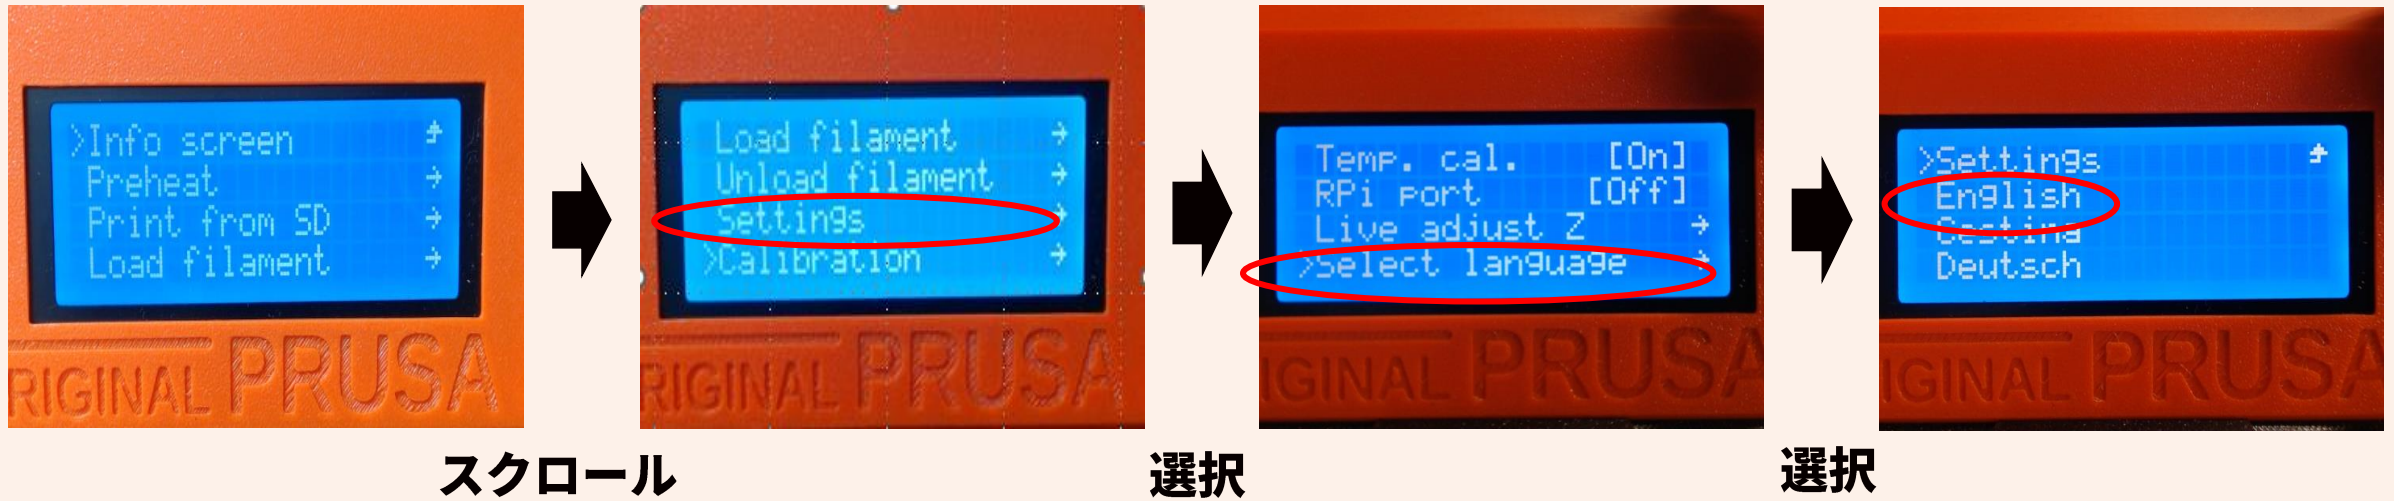 >Info screen
Preheat →
Print from SD →
Load filament →
RIGINAL PRUSA
スクロール
Load filament →
Unload filament →
Settings →
>Calibration →
RIGINAL PRUSA
選択
Temp. cal. [On]
RPi port [Off]
Live adjust Z →
>Select language →
IGINAL PRUSA
選択
>Settings
English
Cestina
Deutsch
IGINAL PRUSA